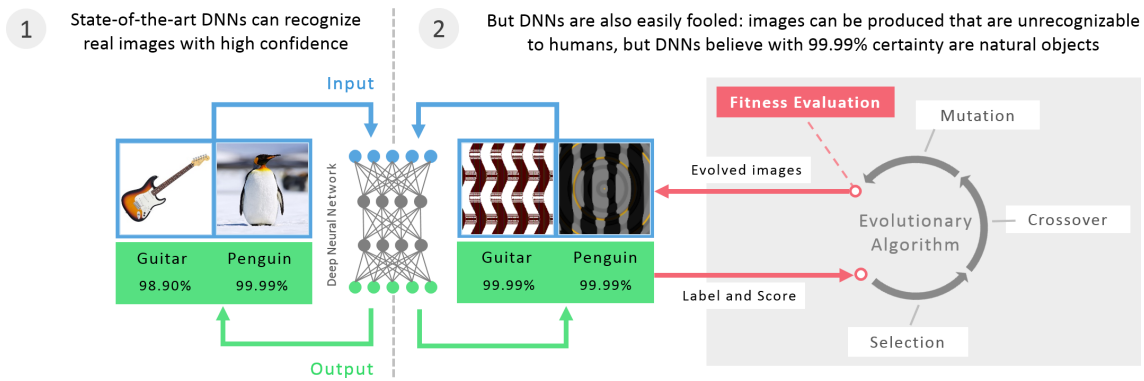 1
State-of-the-art DNNs can recognize
real images with high confidence
2
But DNNs are also easily fooled: images can be produced that are unrecognizable
to humans, but DNNs believe with 99.99% certainty are natural objects
Input
Deep Neural Network
Guitar Penguin
98.90% 99.99%
Output
Guitar Penguin
99.99% 99.99%
Evolved images
Label and Score
Fitness Evaluation
Mutation
Evolutionary
Algorithm
Crossover
Selection